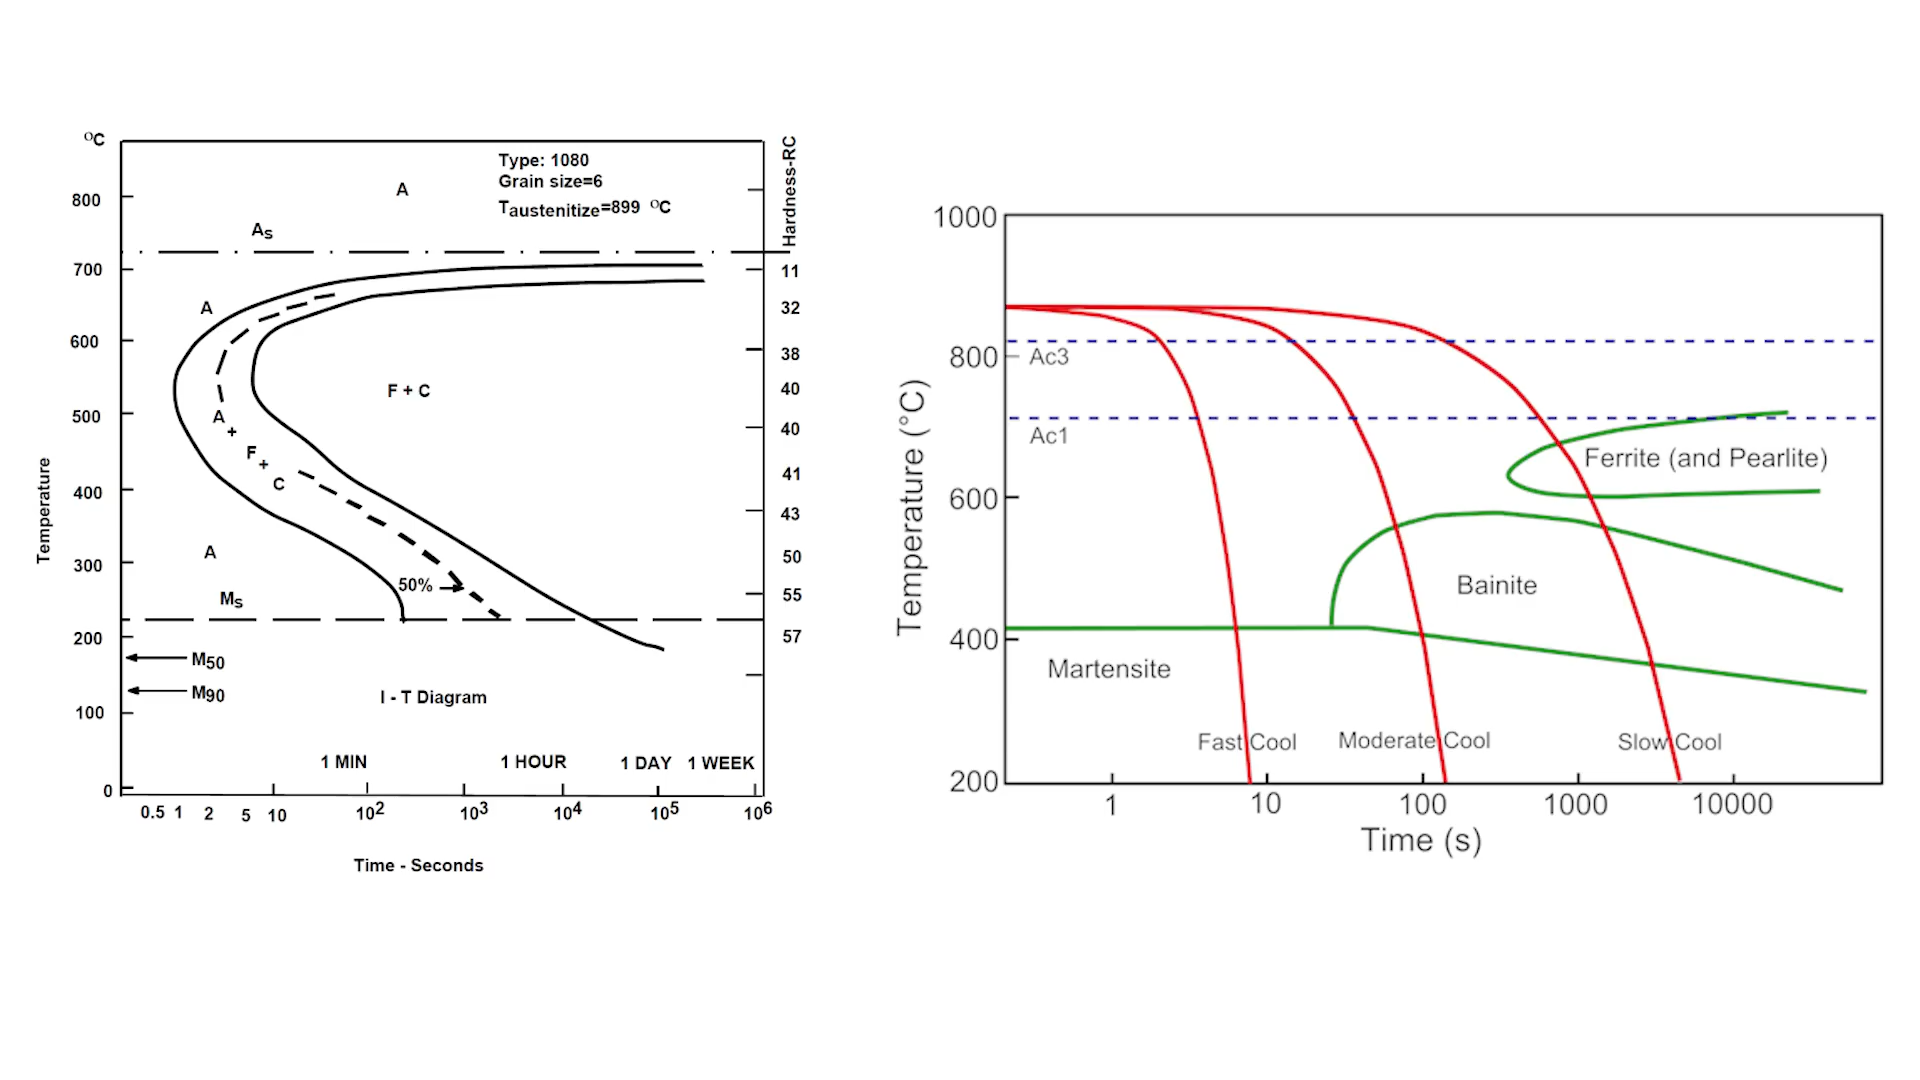 °C
Type: 1080
Grain size=6
Taustenitize=899 °C
Hardness-RC
A
As
800
700
600
500
400
300
200
100
0
Temperature
11
32
38
40
40
41
43
50
55
57
A
F + C
A
+
F
+
C
A
50%
Ms
M50
M90
I - T Diagram
1 MIN 1 HOUR 1 DAY 1 WEEK
0.5 1 2 5 10 10² 10³ 10⁴ 10⁵ 10⁶
Time - Seconds
1000
800
600
400
200
Temperature (°C)
Ac3
Ac1
Ferrite (and Pearlite)
Bainite
Martensite
Fast Cool Moderate Cool Slow Cool
1 10 100 1000 10000
Time (s)